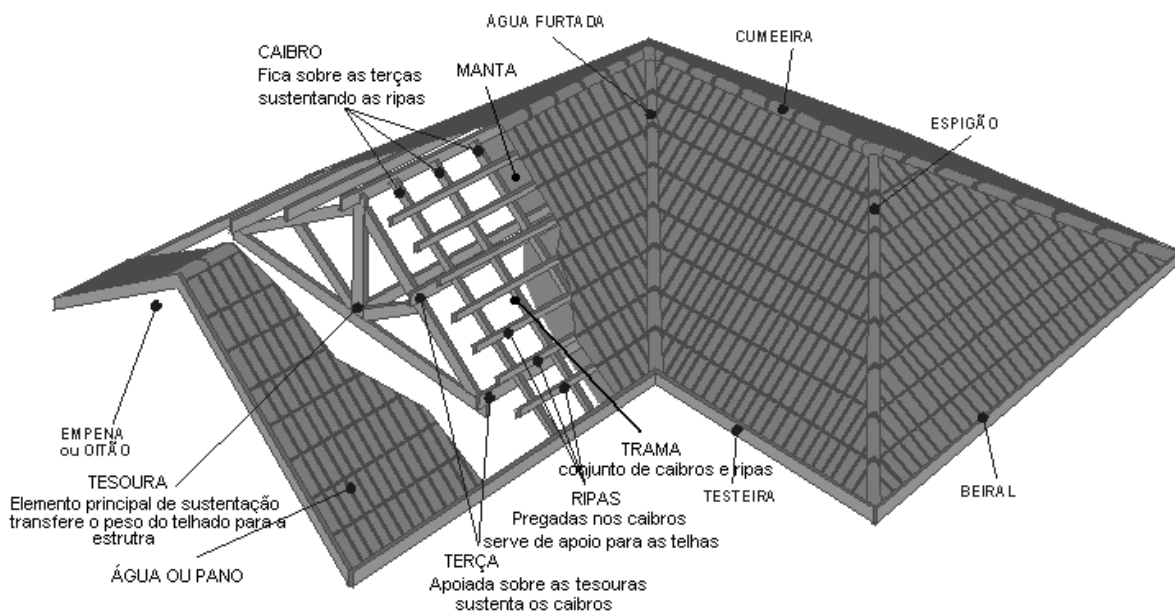 ÁGUA FURTADA
CUMEEIRA
CAIBRO
Fica sobre as terças
sustentando as ripas
MANTA
ESPIGÃO
EMPENA
ou OITÃO
TESOURA
Elemento principal de sustentação
transfere o peso do telhado para a
estrutra
ÁGUA OU PANO
TRAMA
conjunto de caibros e ripas
RIPAS
Pregadas nos caibros
serve de apoio para as telhas
TERÇA
Apoiada sobre as tesouras
sustenta os caibros
TESTEIRA
BEIRAL